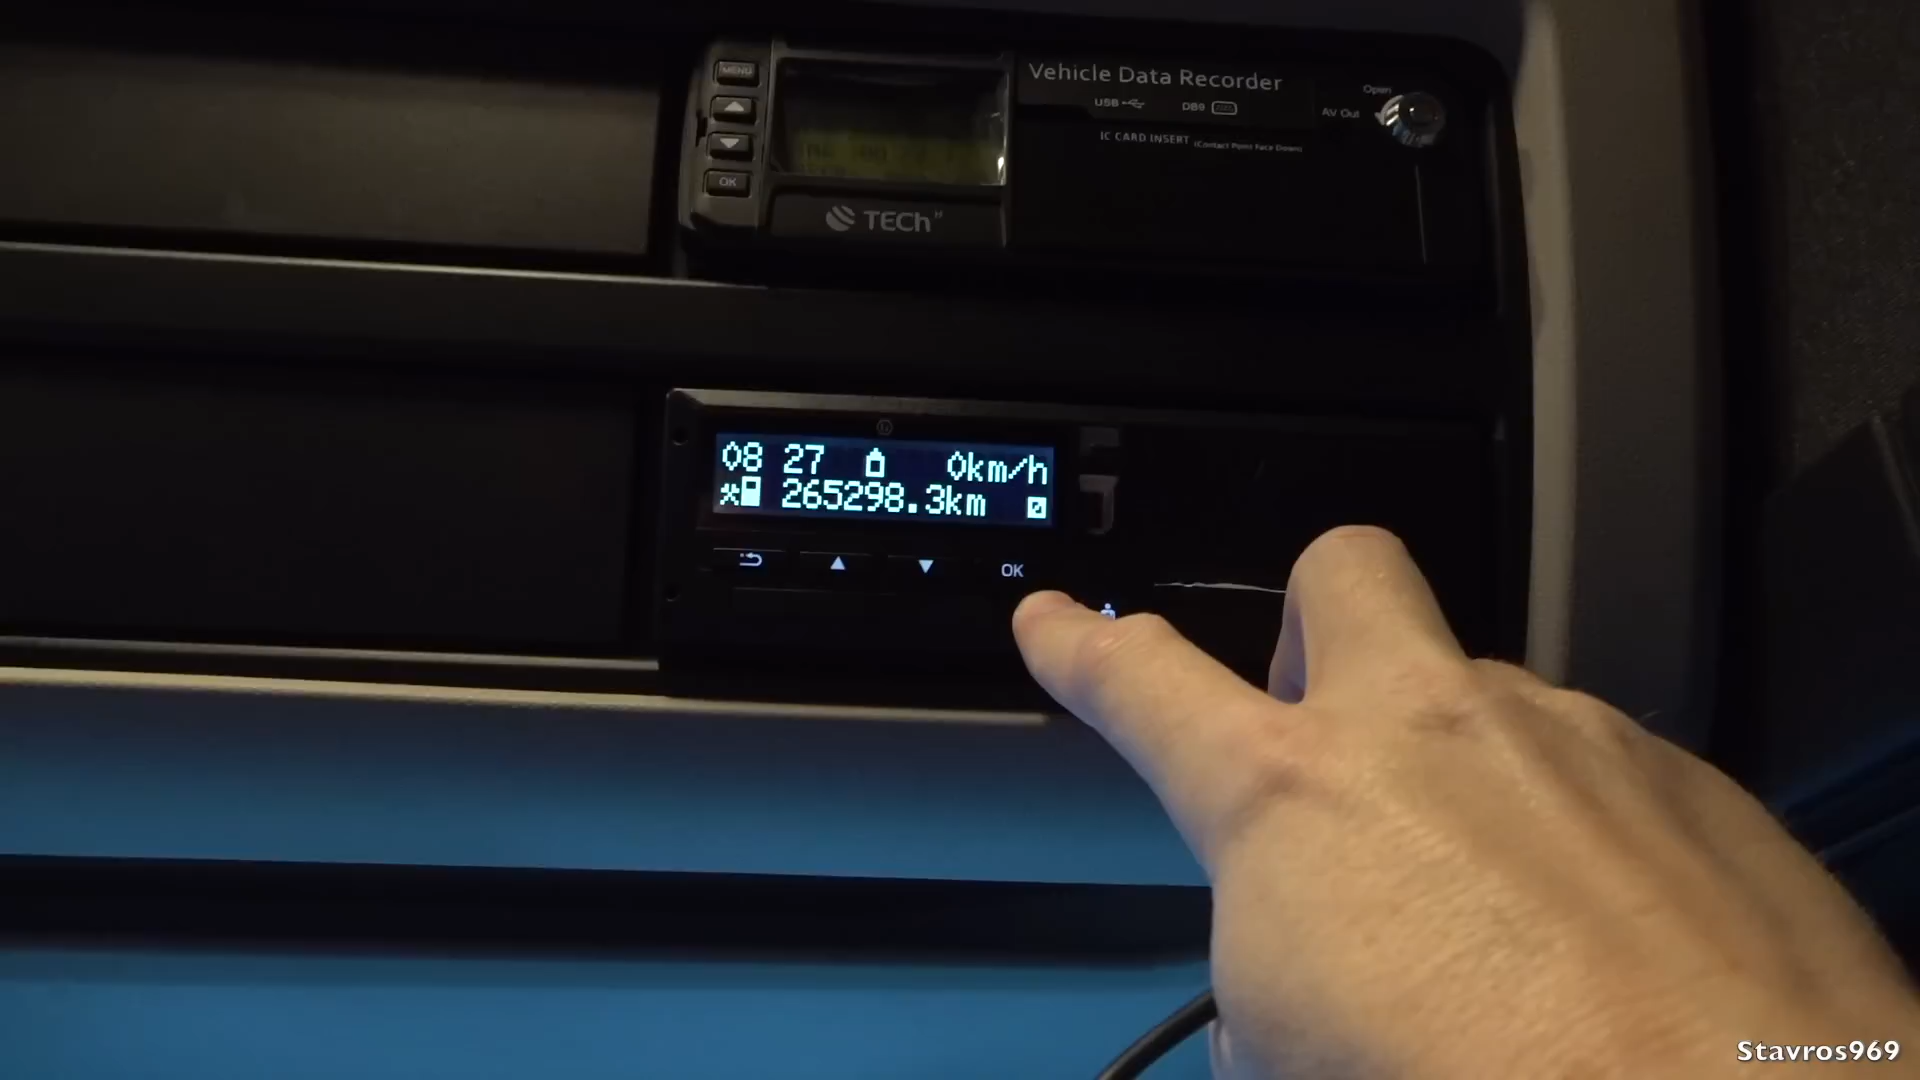 MENU
OK
TECh
Vehicle Data Recorder
USB
DB9
IC CARD INSERT (Contact Point Face Down)
Open
AV Out
08 27 0km/h
265298.3km
OK
Stavros969